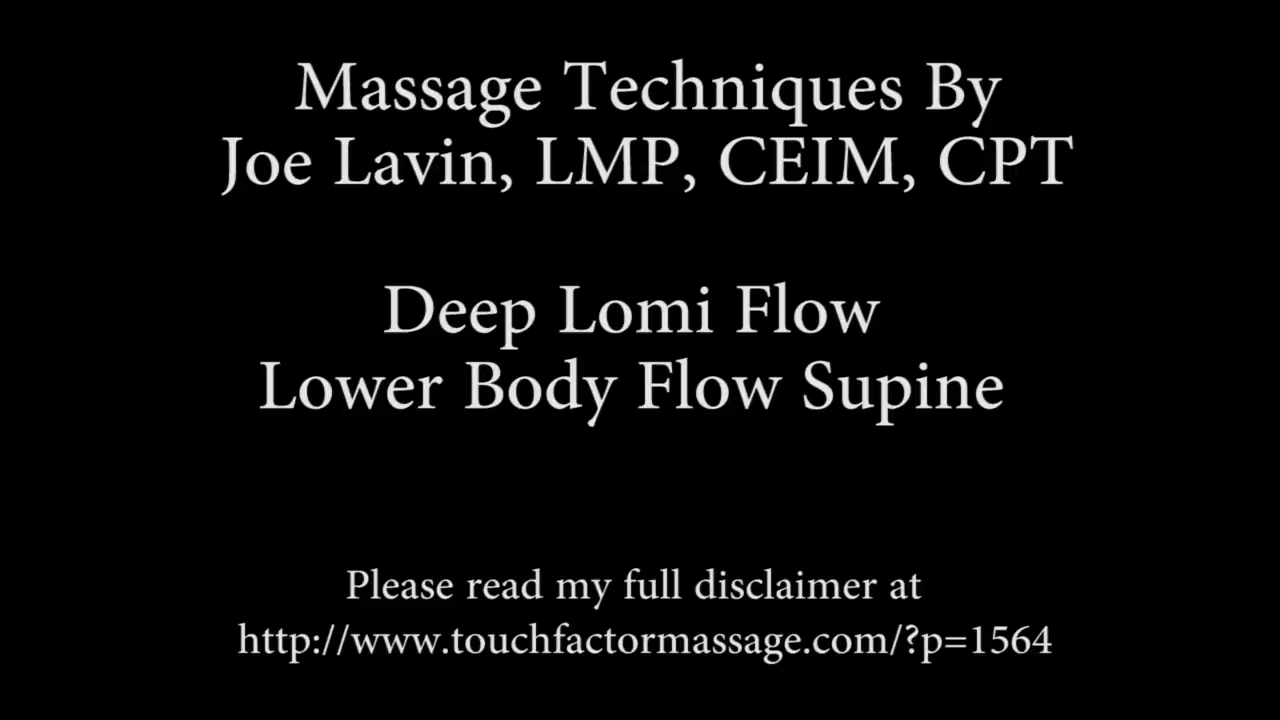 Massage Techniques By
Joe Lavin, LMP, CEIM, CPT
Deep Lomi Flow
Lower Body Flow Supine
Please read my full disclaimer at
http://www.touchfactormassage.com/?p=1564